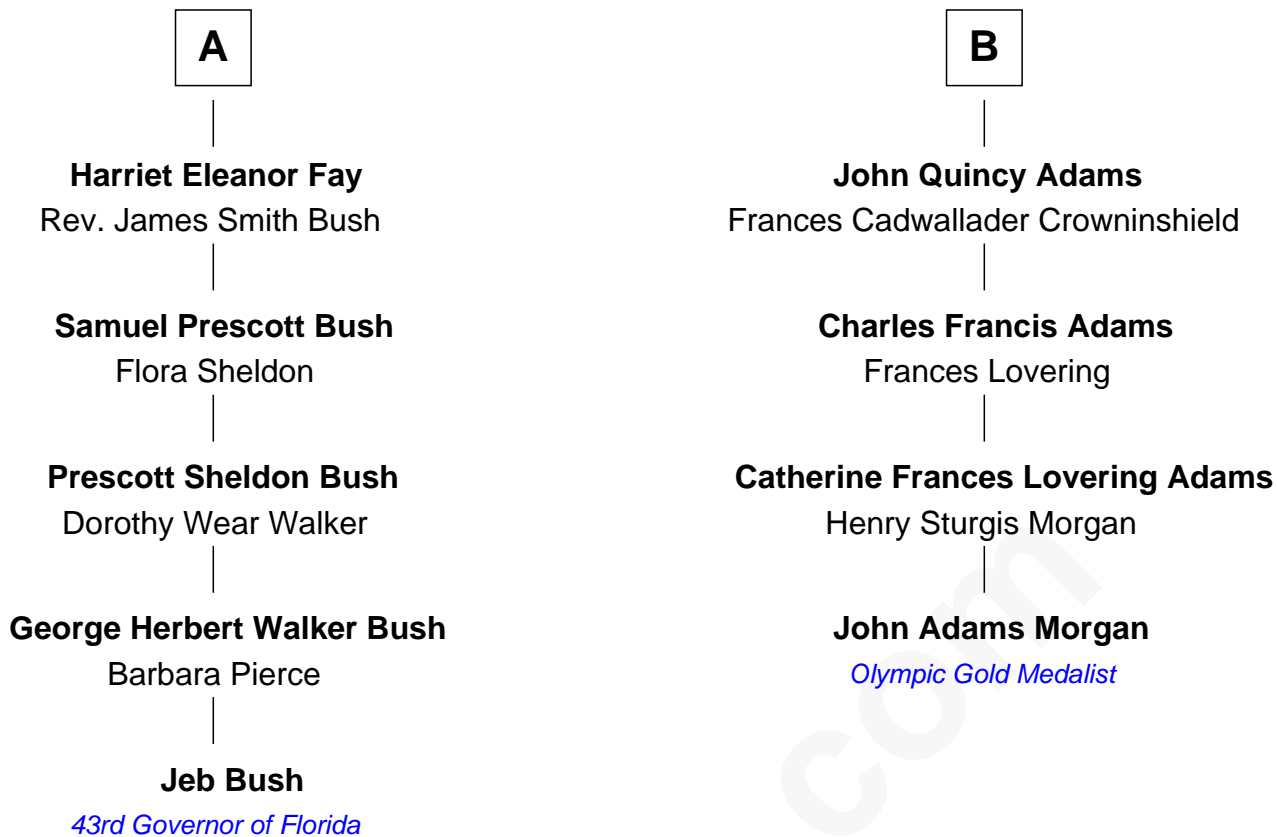 A
Harriet Eleanor Fay
Rev. James Smith Bush
Samuel Prescott Bush
Flora Sheldon
Prescott Sheldon Bush
Dorothy Wear Walker
George Herbert Walker Bush
Barbara Pierce
Jeb Bush
43rd Governor of Florida
B
John Quincy Adams
Frances Cadwallader Crowninshield
Charles Francis Adams
Frances Lovering
Catherine Frances Lovering Adams
Henry Sturgis Morgan
John Adams Morgan
Olympic Gold Medalist
com